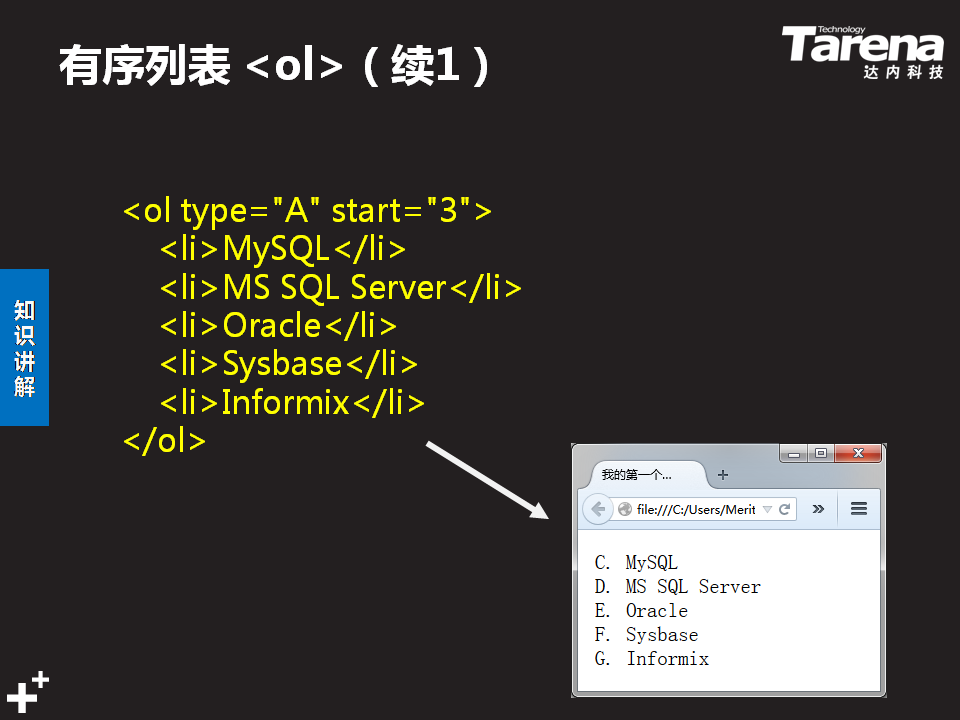 有序列表 <ol>（续1）
Technology
Tarena
达内科技
<ol type="A" start="3">
<li>MySQL</li>
<li>MS SQL Server</li>
<li>Oracle</li>
<li>Sysbase</li>
<li>Informix</li>
</ol>
知识讲解
我的第一个...
file:///C:/Users/Merit
C. MySQL
D. MS SQL Server
E. Oracle
F. Sysbase
G. Informix